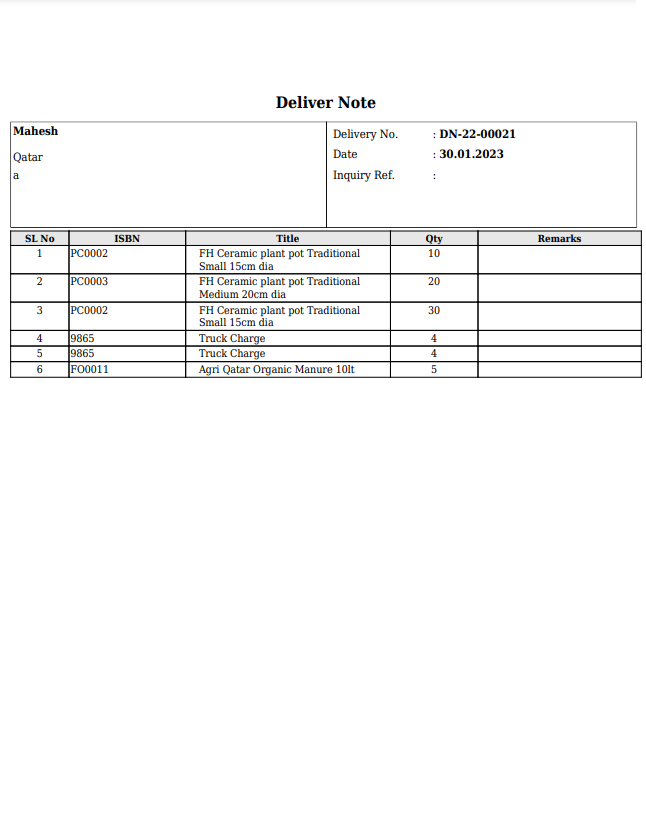 Deliver Note
Mahesh
Qatar
a
Delivery No. : DN-22-00021
Date : 30.01.2023
Inquiry Ref. :
SL No ISBN Title Qty Remarks
1 PC0002 FH Ceramic plant pot Traditional 10
Small 15cm dia
2 PC0003 FH Ceramic plant pot Traditional 20
Medium 20cm dia
3 PC0002 FH Ceramic plant pot Traditional 30
Small 15cm dia
4 9865 Truck Charge 4
5 9865 Truck Charge 4
6 FO0011 Agri Qatar Organic Manure 10lt 5